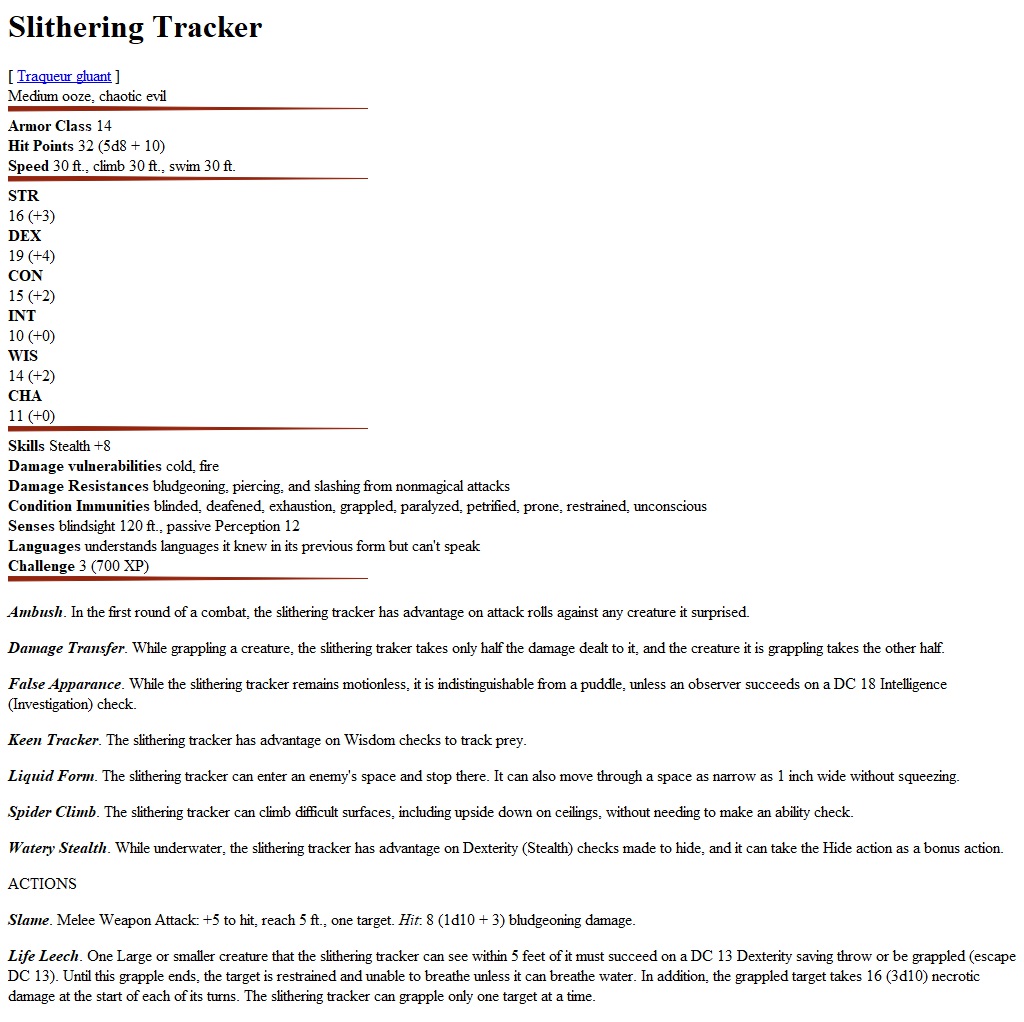 Slithering Tracker
[ Traqueur gluant ]
Medium ooze, chaotic evil
Armor Class 14
Hit Points 32 (5d8 + 10)
Speed 30 ft., climb 30 ft., swim 30 ft.
STR
16 (+3)
DEX
19 (+4)
CON
15 (+2)
INT
10 (+0)
WIS
14 (+2)
CHA
11 (+0)
Skills Stealth +8
Damage vulnerabilities cold, fire
Damage Resistances bludgeoning, piercing, and slashing from nonmagical attacks
Condition Immunities blinded, deafened, exhaustion, grappled, paralyzed, petrified, prone, restrained, unconscious
Senses blindsight 120 ft., passive Perception 12
Languages understands languages it knew in its previous form but can't speak
Challenge 3 (700 XP)
Ambush. In the first round of a combat, the slithering tracker has advantage on attack rolls against any creature it surprised.
Damage Transfer. While grappling a creature, the slithering traker takes only half the damage dealt to it, and the creature it is grappling takes the other half.
False Apparance. While the slithering tracker remains motionless, it is indistinguishable from a puddle, unless an observer succeeds on a DC 18 Intelligence
(Investigation) check.
Keen Tracker. The slithering tracker has advantage on Wisdom checks to track prey.
Liquid Form. The slithering tracker can enter an enemy's space and stop there. It can also move through a space as narrow as 1 inch wide without squeezing.
Spider Climb. The slithering tracker can climb difficult surfaces, including upside down on ceilings, without needing to make an ability check.
Watery Stealth. While underwater, the slithering tracker has advantage on Dexterity (Stealth) checks made to hide, and it can take the Hide action as a bonus action.
ACTIONS
Slame. Melee Weapon Attack: +5 to hit, reach 5 ft., one target. Hit: 8 (1d10 + 3) bludgeoning damage.
Life Leech. One Large or smaller creature that the slithering tracker can see within 5 feet of it must succeed on a DC 13 Dexterity saving throw or be grappled (escape
DC 13). Until this grapple ends, the target is restrained and unable to breathe unless it can breathe water. In addition, the grappled target takes 16 (3d10) necrotic
damage at the start of each of its turns. The slithering tracker can grapple only one target at a time.